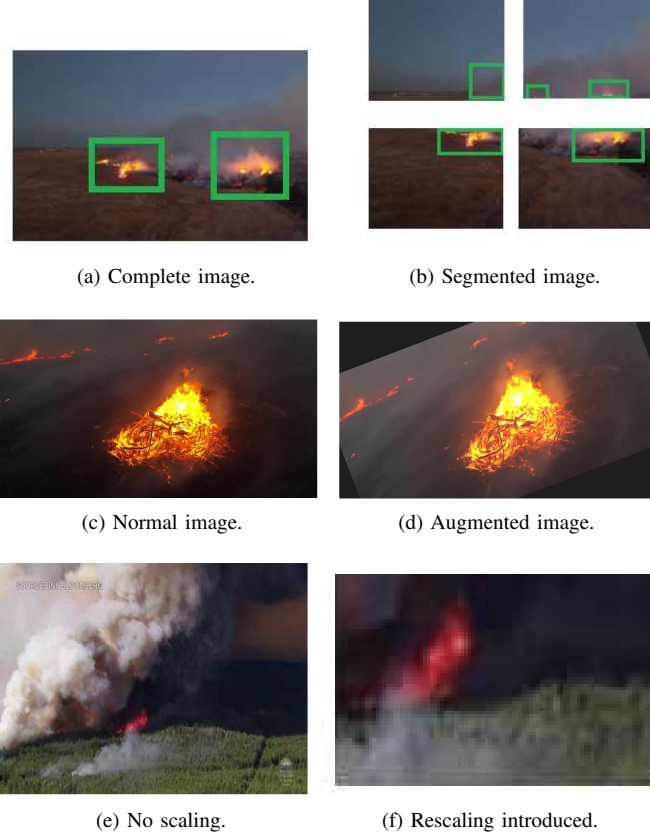 (a) Complete image.
(b) Segmented image.
(c) Normal image.
(d) Augmented image.
(e) No scaling.
(f) Rescaling introduced.